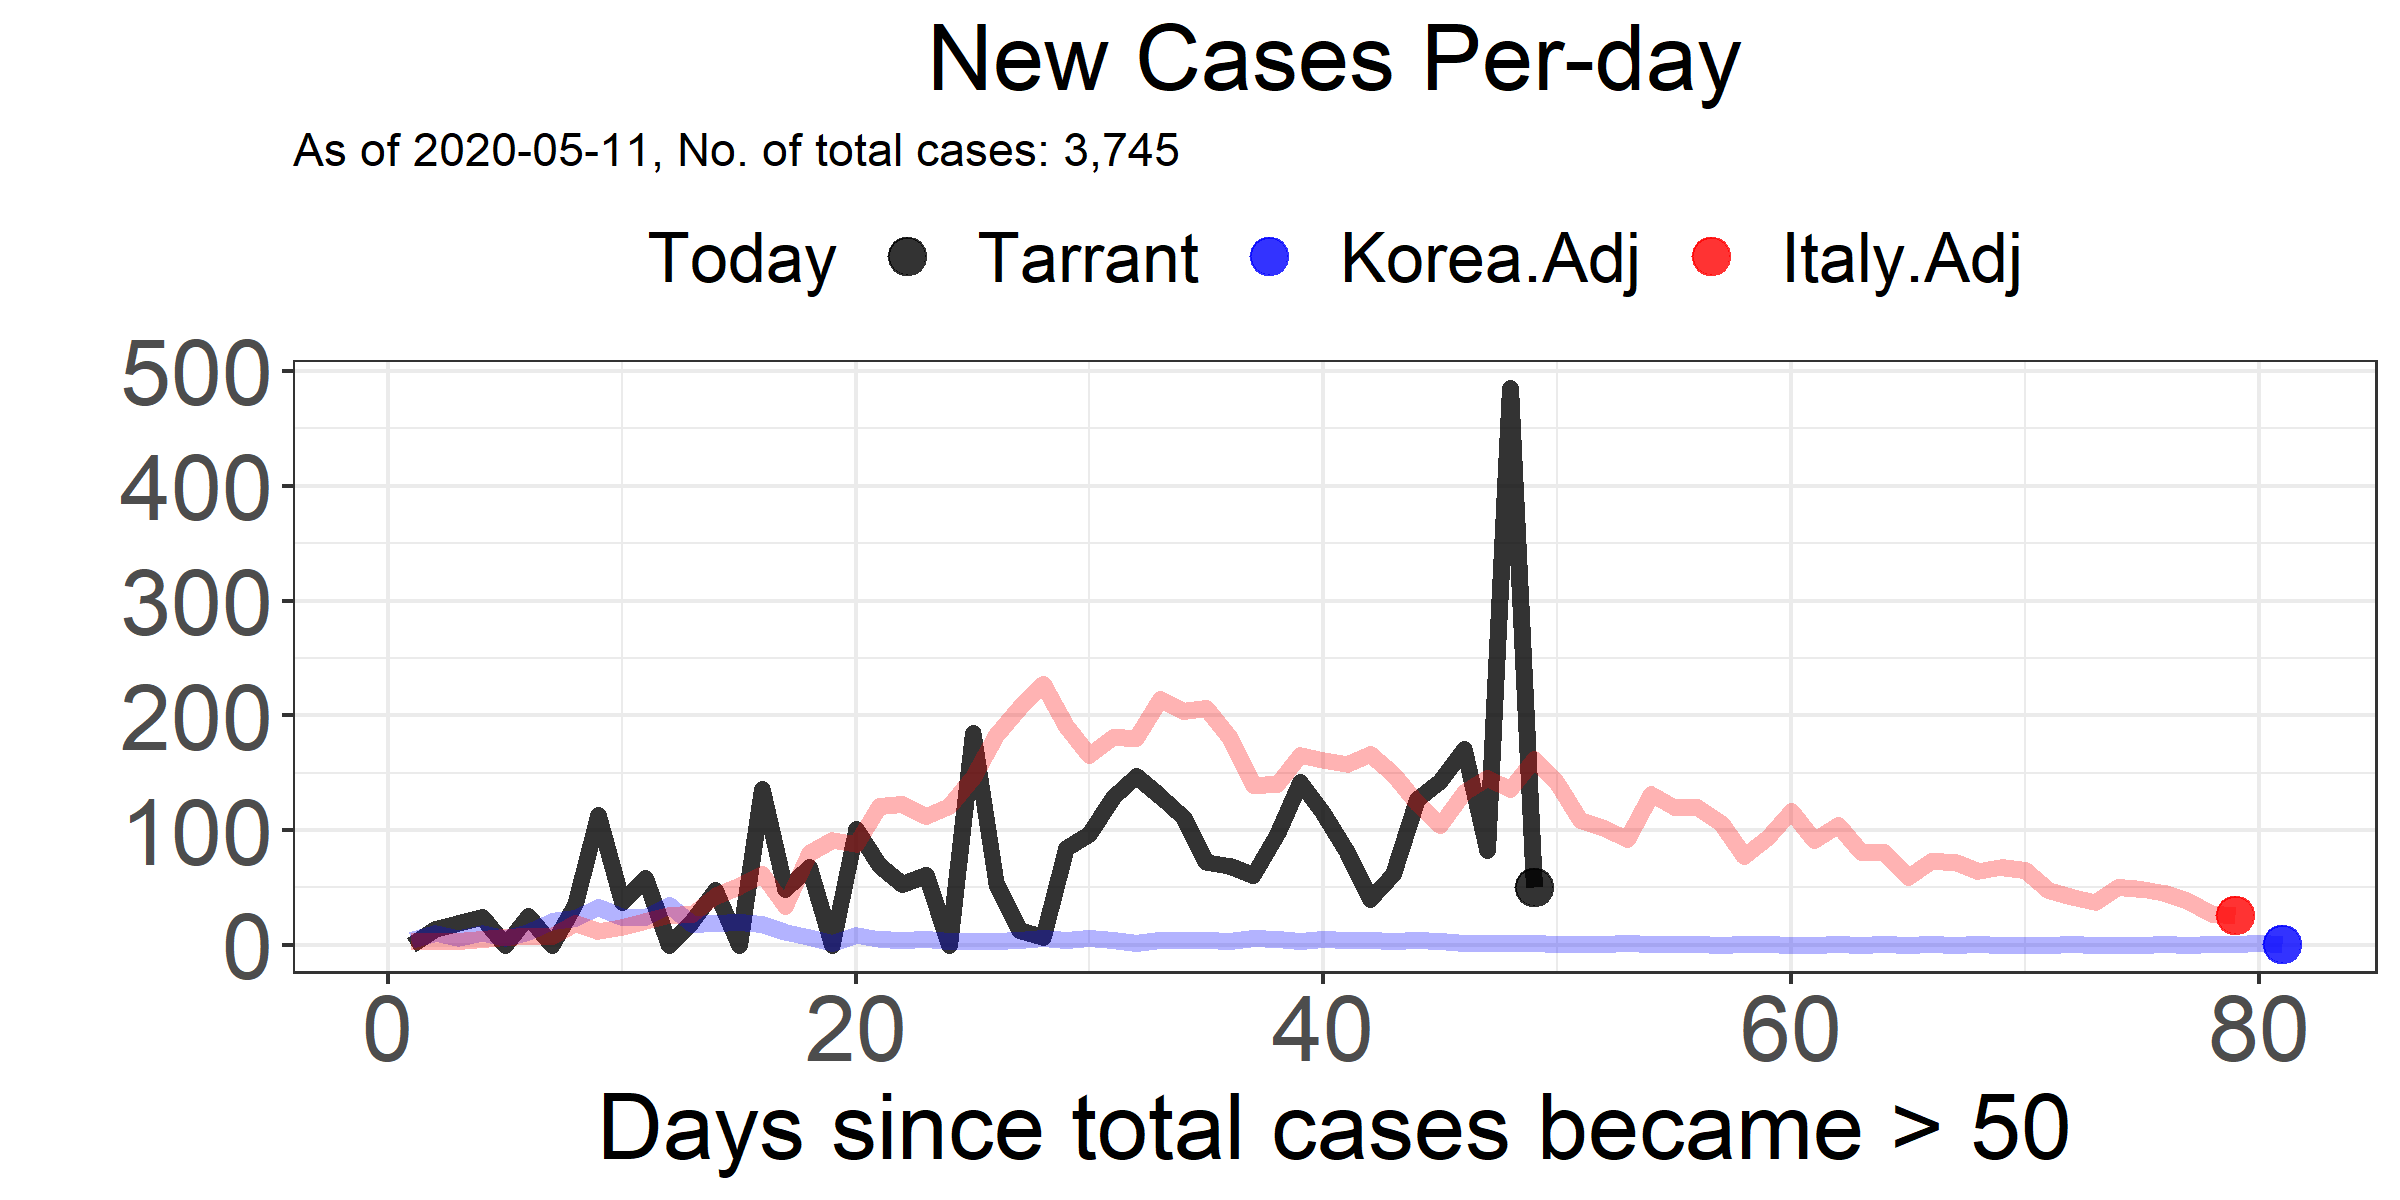 New Cases Per-day
As of 2020-05-11, No. of total cases: 3,745
Today Tarrant Korea.Adj Italy.Adj
500
400
300
200
100
0
0 20 40 60 80
Days since total cases became > 50